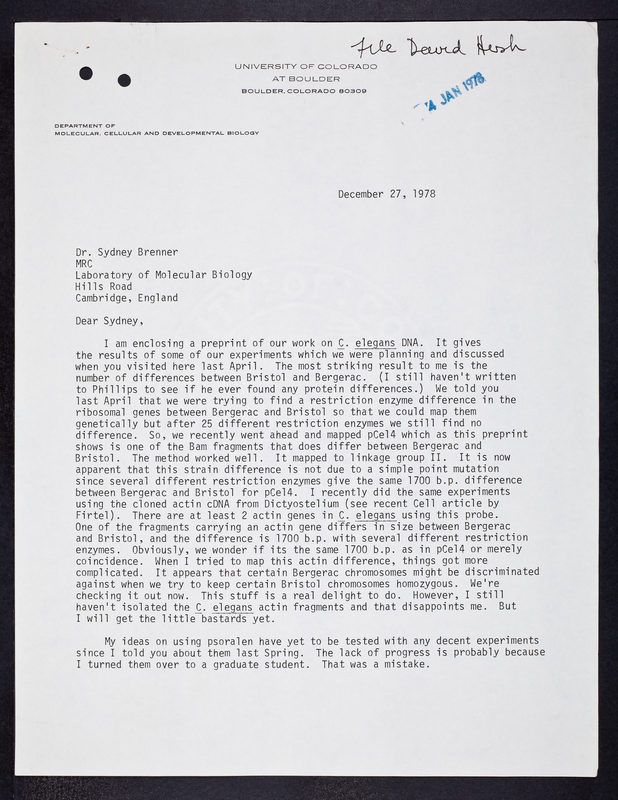 File David Hersh
UNIVERSITY OF COLORADO
AT BOULDER
BOULDER, COLORADO 80309
4 JAN 1978
DEPARTMENT OF
MOLECULAR, CELLULAR AND DEVELOPMENTAL BIOLOGY
December 27, 1978
Dr. Sydney Brenner
MRC
Laboratory of Molecular Biology
Hills Road
Cambridge, England
Dear Sydney,
I am enclosing a preprint of our work on C. elegans DNA. It gives
the results of some of our experiments which we were planning and discussed
when you visited here last April. The most striking result to me is the
number of differences between Bristol and Bergerac. (I still haven't written
to Phillips to see if he ever found any protein differences.) We told you
last April that we were trying to find a restriction enzyme difference in the
ribosomal genes between Bergerac and Bristol so that we could map them
genetically but after 25 different restriction enzymes we still find no
difference. So, we recently went ahead and mapped pCe14 which as this preprint
shows is one of the Bam fragments that does differ between Bergerac and
Bristol. The method worked well. It mapped to linkage group II. It is now
apparent that this strain difference is not due to a simple point mutation
since several different restriction enzymes give the same 1700 b.p. difference
between Bergerac and Bristol for pCe14. I recently did the same experiments
using the cloned actin cDNA from Dictyostelium (see recent Cell article by
Firtel). There are at least 2 actin genes in C. elegans using this probe.
One of the fragments carrying an actin gene differs in size between Bergerac
and Bristol, and the difference is 1700 b.p. with several different restriction
enzymes. Obviously, we wonder if its the same 1700 b.p. as in pCe14 or merely
coincidence. When I tried to map this actin difference, things got more
complicated. It appears that certain Bergerac chromosomes might be discriminated
against when we try to keep certain Bristol chromosomes homozygous. We're
checking it out now. This stuff is a real delight to do. However, I still
haven't isolated the C. elegans actin fragments and that disappoints me. But
I will get the little bastards yet.
My ideas on using psoralen have yet to be tested with any decent experiments
since I told you about them last Spring. The lack of progress is probably because
I turned them over to a graduate student. That was a mistake.